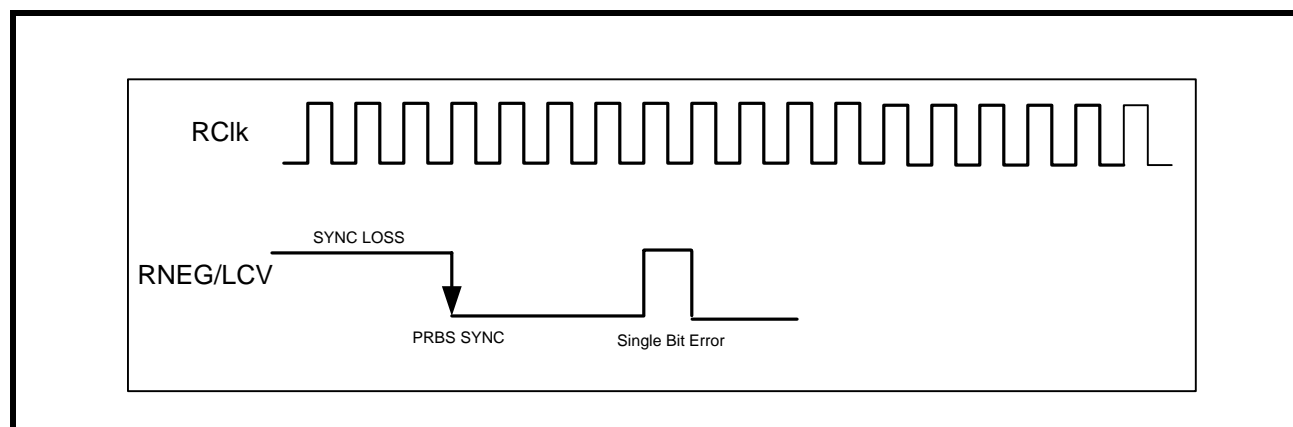 RClk
SYNC LOSS
RNEG/LCV
PRBS SYNC
Single Bit Error